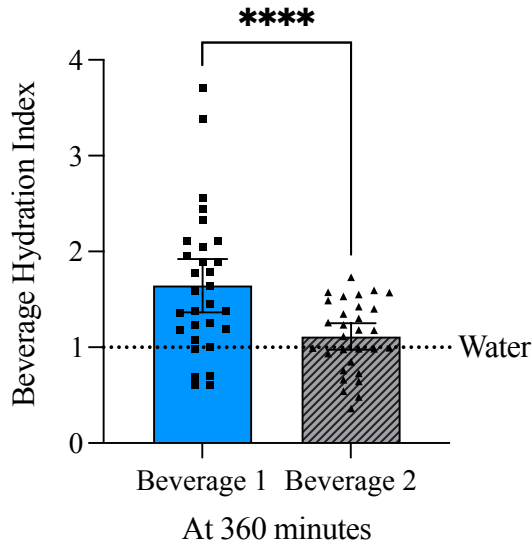 ****
Beverage Hydration Index
4
3
2
1
0
Water
Beverage 1
Beverage 2
At 360 minutes